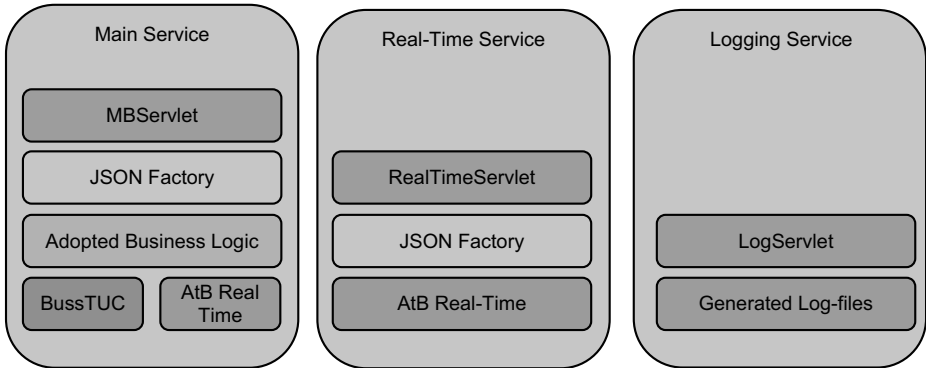 Main Service
MBServlet
JSON Factory
Adopted Business Logic
BussTUC
AtB Real
Time
Real-Time Service
RealTimeServlet
JSON Factory
AtB Real-Time
Logging Service
LogServlet
Generated Log-files